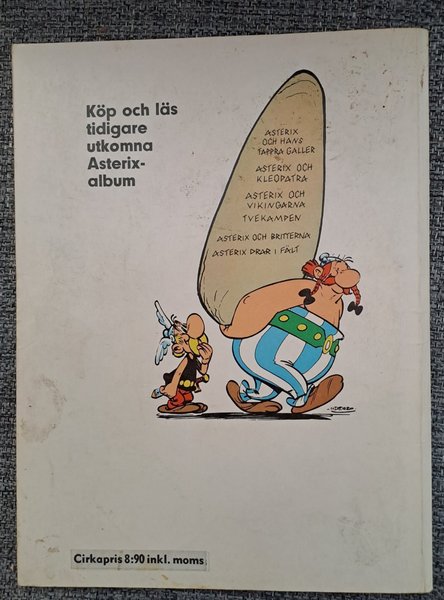 Köp och läs
tidigare
utkomna
Asterix-
album
ASTERIX
OCH HANS
TAPPRA GALLER
ASTERIX OCH
KLEOPATRA
ASTERIX OCH
VIKINGARNA
TVEKAMPEN
ASTERIX OCH BRITTERNA
ASTERIX DRAR I FÄLT
-UDERZO-
Cirkapris 8:90 inkl. moms